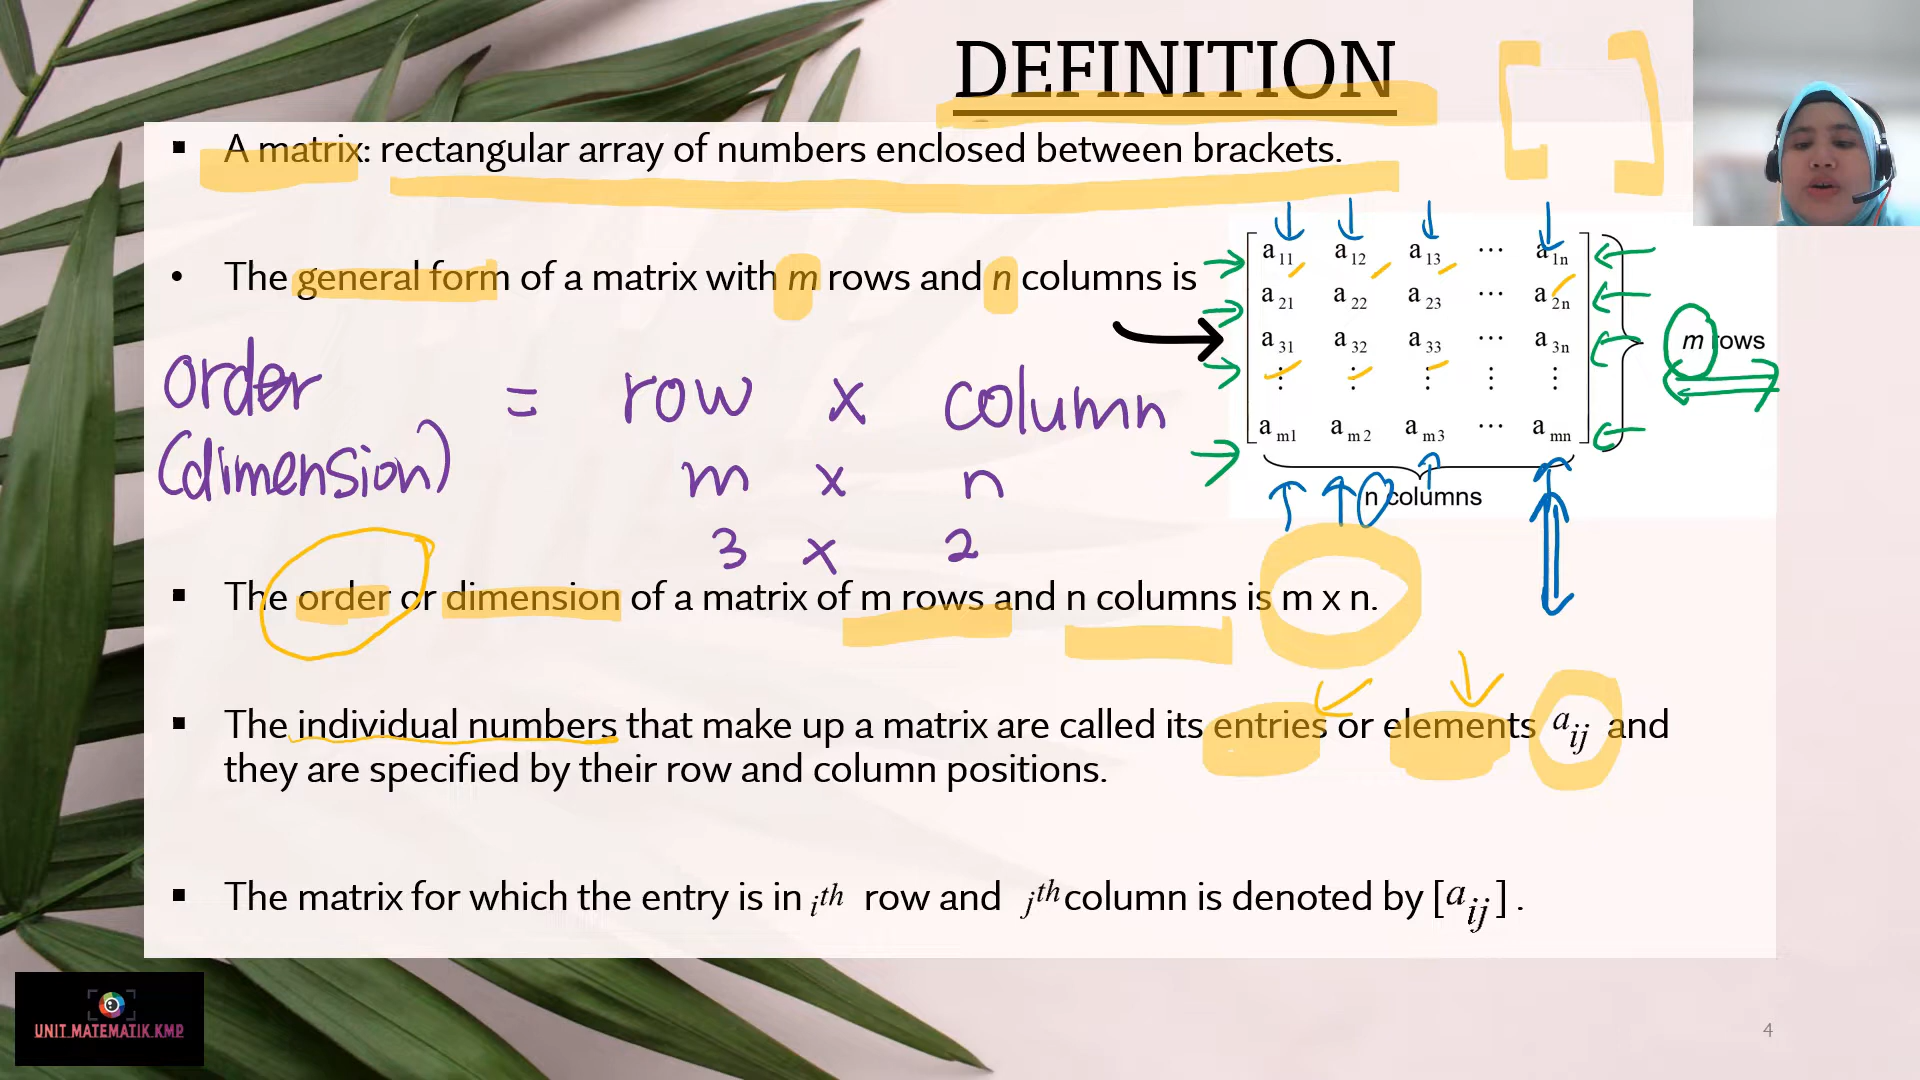 DEFINITION
▪ A matrix: rectangular array of numbers enclosed between brackets.
• The general form of a matrix with m rows and n columns is
a11 a12 a13 ⋯ a1n
a21 a22 a23 ⋯ a2n
a31 a32 a33 ⋯ a3n
⋮ ⋮ ⋮ ⋮ ⋮
am1 am2 am3 ⋯ amn
m rows
n columns
order = row x column
(dimension) m x n
3 x 2
▪ The order or dimension of a matrix of m rows and n columns is m x n.
▪ The individual numbers that make up a matrix are called its entries or elements aij and
they are specified by their row and column positions.
▪ The matrix for which the entry is in ith row and jth column is denoted by [aij].
UNIT.MATEMATIK.KMP
4